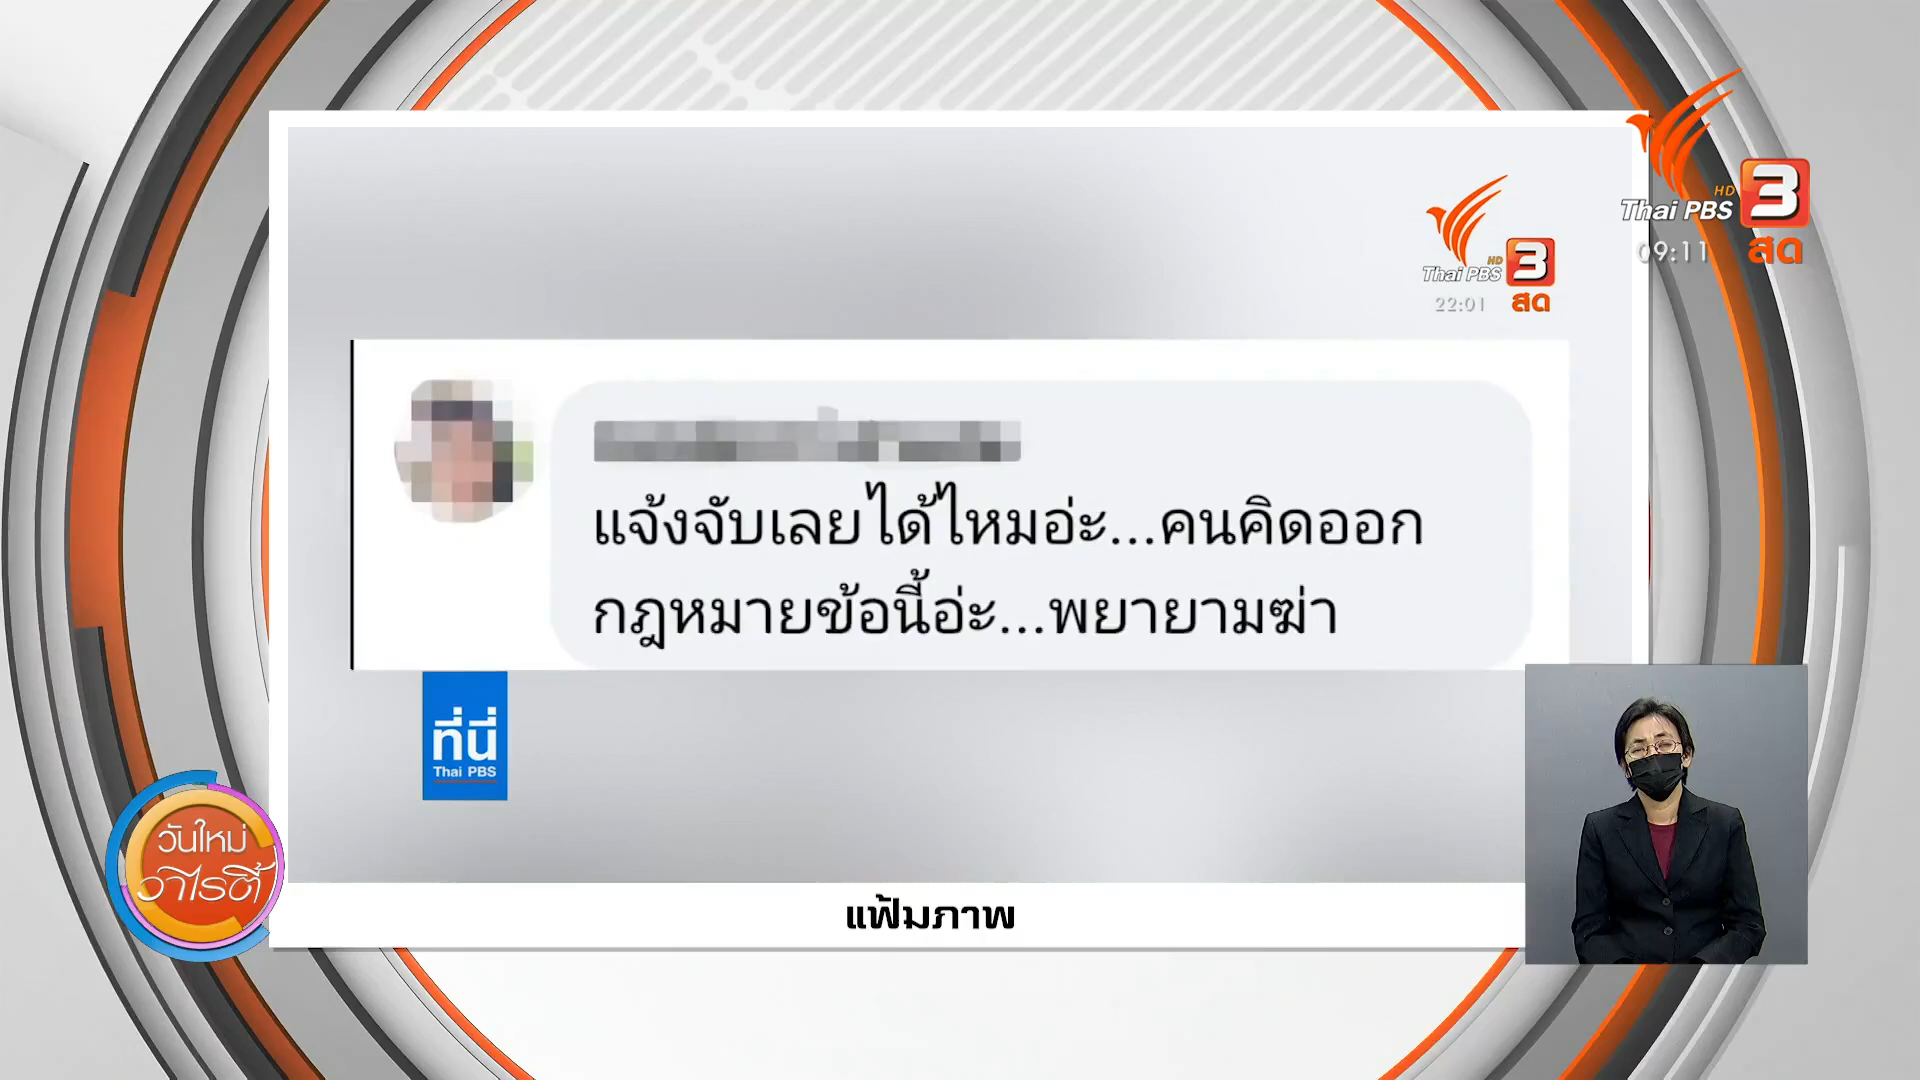 HD
Thai PBS 3
09:11 สด
HD
Thai PBS 3
22:01 สด
แจ้งจับเลยได้ไหมอ่ะ...คนคิดออก
กฎหมายข้อนี้อ่ะ...พยายามฆ่า
ที่นี่
Thai PBS
วันใหม่
วาไรตี้
แฟ้มภาพ